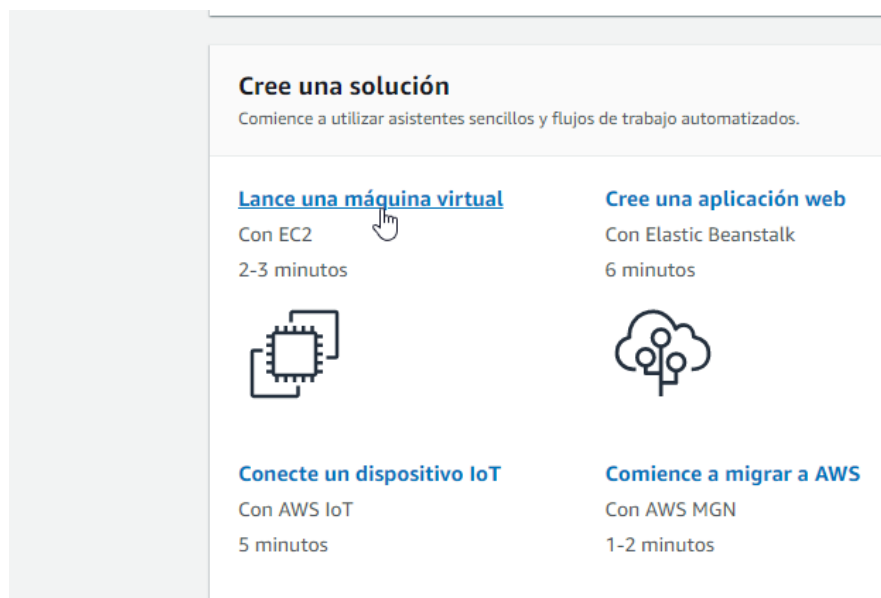 Cree una solución
Comience a utilizar asistentes sencillos y flujos de trabajo automatizados.
Lance una máquina virtual
Con EC2
2-3 minutos
Cree una aplicación web
Con Elastic Beanstalk
6 minutos
Conecte un dispositivo IoT
Con AWS IoT
5 minutos
Comience a migrar a AWS
Con AWS MGN
1-2 minutos